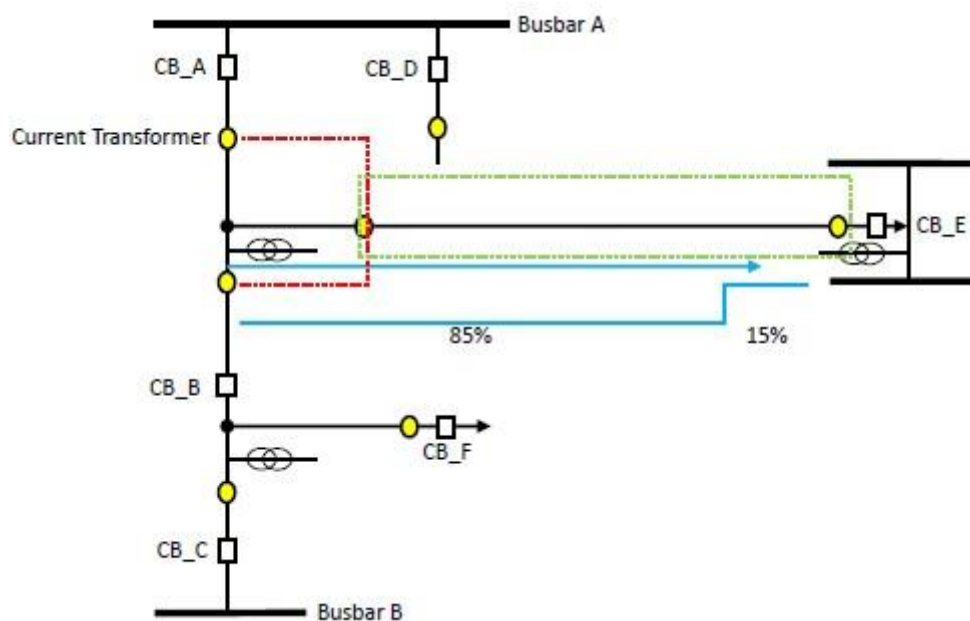 Busbar A
CB_A
CB_D
Current Transformer
CB_E
85%
15%
CB_B
CB_F
CB_C
Busbar B